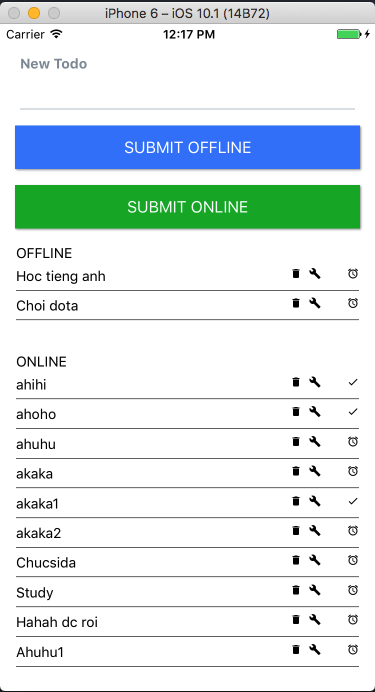 iPhone 6 – iOS 10.1 (14B72)
Carrier 12:17 PM
New Todo
SUBMIT OFFLINE
SUBMIT ONLINE
OFFLINE
Hoc tieng anh
Choi dota
ONLINE
ahihi
ahoho
ahuhu
akaka
akaka1
akaka2
Chucsida
Study
Hahah dc roi
Ahuhu1